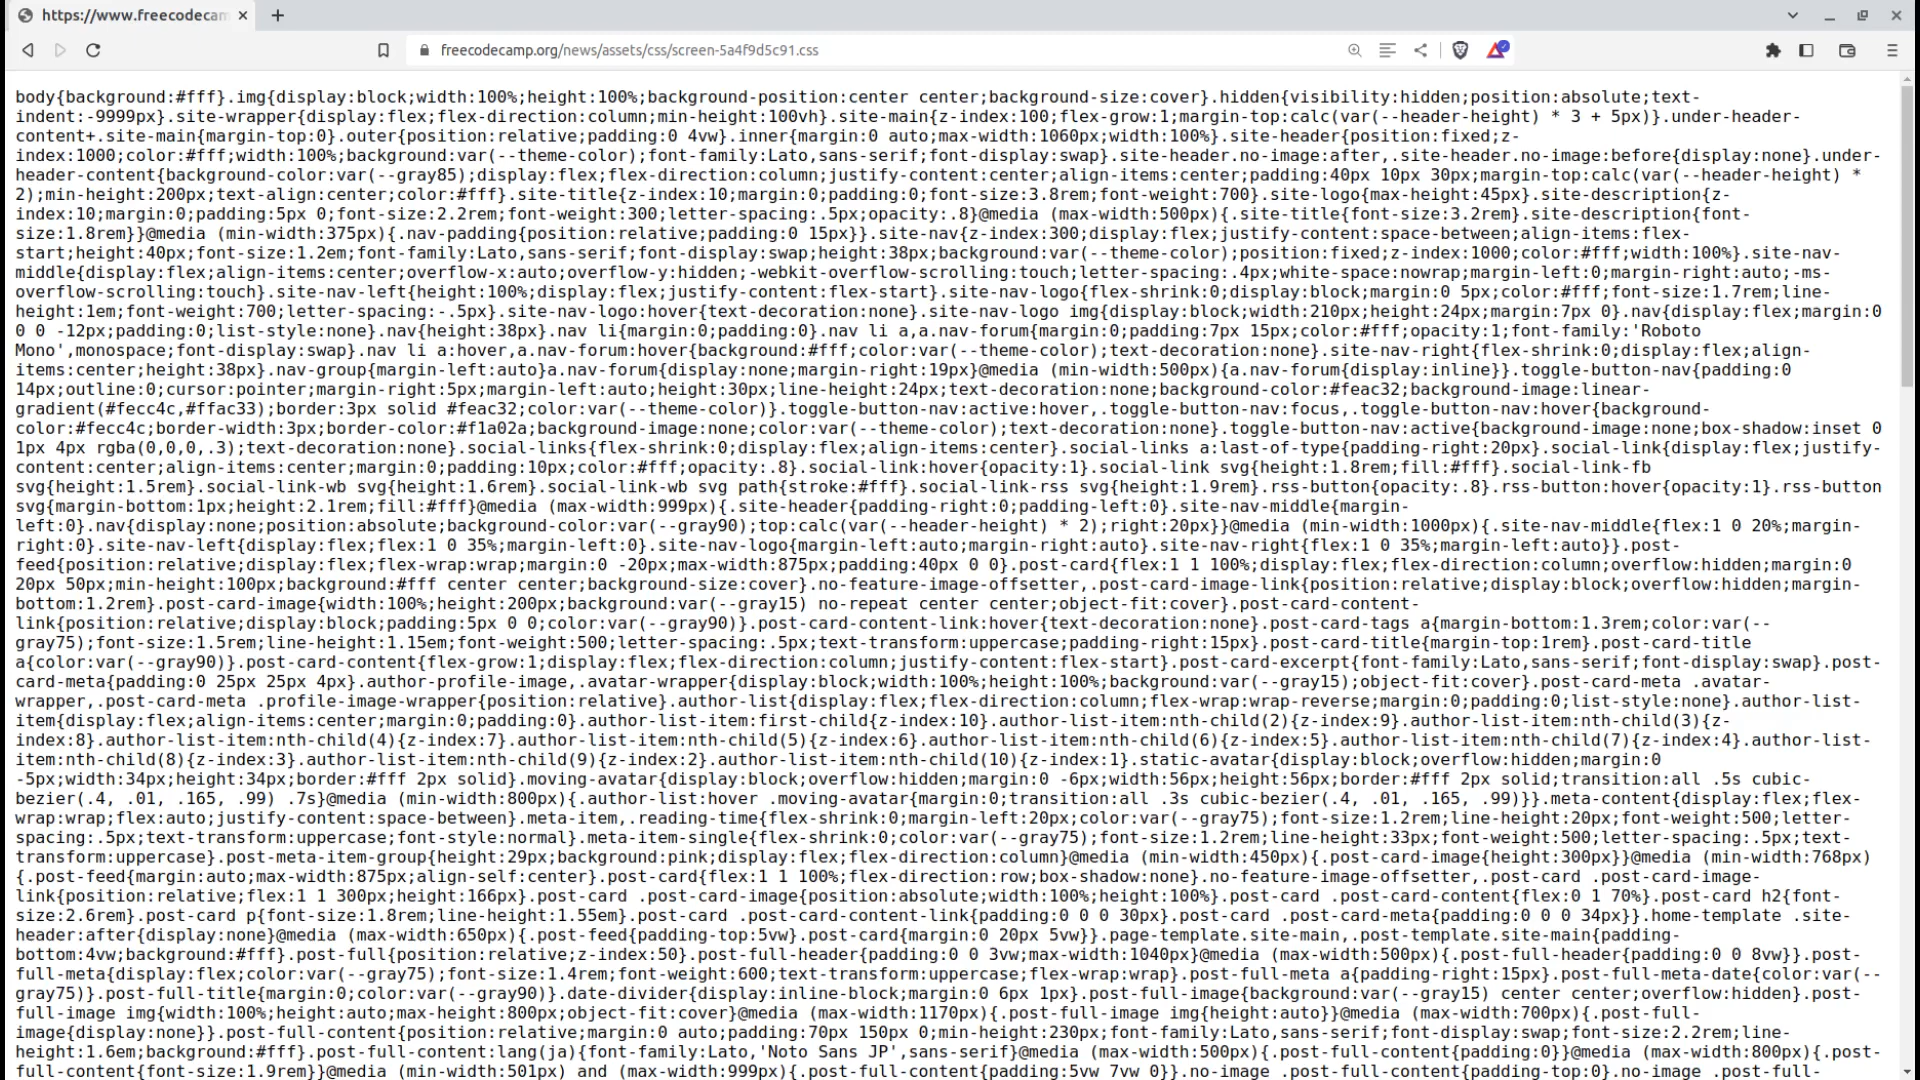 https://www.freecodecam
freecodecamp.org/news/assets/css/screen-5a4f9d5c91.css
body{background:#fff}.img{display:block;width:100%;height:100%;background-position:center center;background-size:cover}.hidden{visibility:hidden;position:absolute;text-
indent:-9999px}.site-wrapper{display:flex;flex-direction:column;min-height:100vh}.site-main{z-index:100;flex-grow:1;margin-top:calc(var(--header-height) * 3 + 5px)}.under-header-
content+.site-main{margin-top:0}.outer{position:relative;padding:0 4vw}.inner{margin:0 auto;max-width:1060px;width:100%}.site-header{position:fixed;z-
index:1000;color:#fff;width:100%;background:var(--theme-color);font-family:Lato,sans-serif;font-display:swap}.site-header.no-image:after,.site-header.no-image:before{display:none}.under-
header-content{background-color:var(--gray85);display:flex;flex-direction:column;justify-content:center;align-items:center;padding:40px 10px 30px;margin-top:calc(var(--header-height) *
2);min-height:200px;text-align:center;color:#fff}.site-title{z-index:10;margin:0;padding:0;font-size:3.8rem;font-weight:700}.site-logo{max-height:45px}.site-description{z-
index:10;margin:0;padding:5px 0;font-size:2.2rem;font-weight:300;letter-spacing:.5px;opacity:.8}@media (max-width:500px){.site-title{font-size:3.2rem}.site-description{font-
size:1.8rem}}@media (min-width:375px){.nav-padding{position:relative;padding:0 15px}}.site-nav{z-index:300;display:flex;justify-content:space-between;align-items:flex-
start;height:40px;font-size:1.2em;font-family:Lato,sans-serif;font-display:swap;height:38px;background:var(--theme-color);position:fixed;z-index:1000;color:#fff;width:100%}.site-nav-
middle{display:flex;align-items:center;overflow-x:auto;overflow-y:hidden;-webkit-overflow-scrolling:touch;letter-spacing:.4px;white-space:nowrap;margin-left:0;margin-right:auto;-ms-
overflow-scrolling:touch}.site-nav-left{height:100%;display:flex;justify-content:flex-start}.site-nav-logo{flex-shrink:0;display:block;margin:0 5px;color:#fff;font-size:1.7rem;line-
height:1em;font-weight:700;letter-spacing:-.5px}.site-nav-logo:hover{text-decoration:none}.site-nav-logo img{display:block;width:210px;height:24px;margin:7px 0}.nav{display:flex;margin:0
0 0 -12px;padding:0;list-style:none}.nav{height:38px}.nav li{margin:0;padding:0}.nav li a,a.nav-forum{margin:0;padding:7px 15px;color:#fff;opacity:1;font-family:'Roboto
Mono',monospace;font-display:swap}.nav li a:hover,a.nav-forum:hover{background:#fff;color:var(--theme-color);text-decoration:none}.site-nav-right{flex-shrink:0;display:flex;align-
items:center;height:38px}.nav-group{margin-left:auto}a.nav-forum{display:none;margin-right:19px}@media (min-width:500px){a.nav-forum{display:inline}}.toggle-button-nav{padding:0
14px;outline:0;cursor:pointer;margin-right:5px;margin-left:auto;height:30px;line-height:24px;text-decoration:none;background-color:#feac32;background-image:linear-
gradient(#fecc4c,#ffac33);border:3px solid #feac32;color:var(--theme-color)}.toggle-button-nav:active:hover,.toggle-button-nav:focus,.toggle-button-nav:hover{background-
color:#fecc4c;border-width:3px;border-color:#f1a02a;background-image:none;color:var(--theme-color);text-decoration:none}.toggle-button-nav:active{background-image:none;box-shadow:inset 0
1px 4px rgba(0,0,0,.3);text-decoration:none}.social-links{flex-shrink:0;display:flex;align-items:center}.social-links a:last-of-type{padding-right:20px}.social-link{display:flex;justify-
content:center;align-items:center;margin:0;padding:10px;color:#fff;opacity:.8}.social-link:hover{opacity:1}.social-link svg{height:1.8rem;fill:#fff}.social-link-fb
svg{height:1.5rem}.social-link-wb svg{height:1.6rem}.social-link-wb svg path{stroke:#fff}.social-link-rss svg{height:1.9rem}.rss-button{opacity:.8}.rss-button:hover{opacity:1}.rss-button
svg{margin-bottom:1px;height:2.1rem;fill:#fff}@media (max-width:999px){.site-header{padding-right:0;padding-left:0}.site-nav-middle{margin-
left:0}.nav{display:none;position:absolute;background-color:var(--gray90);top:calc(var(--header-height) * 2);right:20px}}@media (min-width:1000px){.site-nav-middle{flex:1 0 20%;margin-
right:0}.site-nav-left{display:flex;flex:1 0 35%;margin-left:0}.site-nav-logo{margin-left:auto;margin-right:auto}.site-nav-right{flex:1 0 35%;margin-left:auto}}.post-
feed{position:relative;display:flex;flex-wrap:wrap;margin:0 -20px;max-width:875px;padding:40px 0 0}.post-card{flex:1 1 100%;display:flex;flex-direction:column;overflow:hidden;margin:0
20px 50px;min-height:100px;background:#fff center center;background-size:cover}.no-feature-image-offsetter,.post-card-image-link{position:relative;display:block;overflow:hidden;margin-
bottom:1.2rem}.post-card-image{width:100%;height:200px;background:var(--gray15) no-repeat center center;object-fit:cover}.post-card-content-
link{position:relative;display:block;padding:5px 0 0;color:var(--gray90)}.post-card-content-link:hover{text-decoration:none}.post-card-tags a{margin-bottom:1.3rem;color:var(--
gray75);font-size:1.5rem;line-height:1.15em;font-weight:500;letter-spacing:.5px;text-transform:uppercase;padding-right:15px}.post-card-title{margin-top:1rem}.post-card-title
a{color:var(--gray90)}.post-card-content{flex-grow:1;display:flex;flex-direction:column;justify-content:flex-start}.post-card-excerpt{font-family:Lato,sans-serif;font-display:swap}.post-
card-meta{padding:0 25px 25px 4px}.author-profile-image,.avatar-wrapper{display:block;width:100%;height:100%;background:var(--gray15);object-fit:cover}.post-card-meta .avatar-
wrapper,.post-card-meta .profile-image-wrapper{position:relative}.author-list{display:flex;flex-direction:column;flex-wrap:wrap-reverse;margin:0;padding:0;list-style:none}.author-list-
item{display:flex;align-items:center;margin:0;padding:0}.author-list-item:first-child{z-index:10}.author-list-item:nth-child(2){z-index:9}.author-list-item:nth-child(3){z-
index:8}.author-list-item:nth-child(4){z-index:7}.author-list-item:nth-child(5){z-index:6}.author-list-item:nth-child(6){z-index:5}.author-list-item:nth-child(7){z-index:4}.author-list-
item:nth-child(8){z-index:3}.author-list-item:nth-child(9){z-index:2}.author-list-item:nth-child(10){z-index:1}.static-avatar{display:block;overflow:hidden;margin:0
-5px;width:34px;height:34px;border:#fff 2px solid}.moving-avatar{display:block;overflow:hidden;margin:0 -6px;width:56px;height:56px;border:#fff 2px solid;transition:all .5s cubic-
bezier(.4, .01, .165, .99) .7s}@media (min-width:800px){.author-list:hover .moving-avatar{margin:0;transition:all .3s cubic-bezier(.4, .01, .165, .99)}}.meta-content{display:flex;flex-
wrap:wrap;flex:auto;justify-content:space-between}.meta-item,.reading-time{flex-shrink:0;margin-left:20px;color:var(--gray75);font-size:1.2rem;line-height:20px;font-weight:500;letter-
spacing:.5px;text-transform:uppercase;font-style:normal}.meta-item-single{flex-shrink:0;color:var(--gray75);font-size:1.2rem;line-height:33px;font-weight:500;letter-spacing:.5px;text-
transform:uppercase}.post-meta-item-group{height:29px;background:pink;display:flex;flex-direction:column}@media (min-width:450px){.post-card-image{height:300px}}@media (min-width:768px)
{.post-feed{margin:auto;max-width:875px;align-self:center}.post-card{flex:1 1 100%;flex-direction:row;box-shadow:none}.no-feature-image-offsetter,.post-card .post-card-image-
link{position:relative;flex:1 1 300px;height:166px}.post-card .post-card-image{position:absolute;width:100%;height:100%}.post-card .post-card-content{flex:0 1 70%}.post-card h2{font-
size:2.6rem}.post-card p{font-size:1.8rem;line-height:1.55em}.post-card .post-card-content-link{padding:0 0 0 30px}.post-card .post-card-meta{padding:0 0 0 34px}}.home-template .site-
header:after{display:none}@media (max-width:650px){.post-feed{padding-top:5vw}.post-card{margin:0 20px 5vw}}.page-template.site-main,.post-template.site-main{padding-
bottom:4vw;background:#fff}.post-full{position:relative;z-index:50}.post-full-header{padding:0 0 3vw;max-width:1040px}@media (max-width:500px){.post-full-header{padding:0 0 8vw}}.post-
full-meta{display:flex;color:var(--gray75);font-size:1.4rem;font-weight:600;text-transform:uppercase;flex-wrap:wrap}.post-full-meta a{padding-right:15px}.post-full-meta-date{color:var(--
gray75)}.post-full-title{margin:0;color:var(--gray90)}.date-divider{display:inline-block;margin:0 6px 1px}.post-full-image{background:var(--gray15) center center;overflow:hidden}.post-
full-image img{width:100%;height:auto;max-height:800px;object-fit:cover}@media (max-width:1170px){.post-full-image img{height:auto}}@media (max-width:700px){.post-full-
image{display:none}}.post-full-content{position:relative;margin:0 auto;padding:70px 150px 0;min-height:230px;font-family:Lato,sans-serif;font-display:swap;font-size:2.2rem;line-
height:1.6em;background:#fff}.post-full-content:lang(ja){font-family:Lato,'Noto Sans JP',sans-serif}@media (max-width:500px){.post-full-content{padding:0}}@media (max-width:800px){.post-
full-content{font-size:1.9rem}}@media (min-width:501px) and (max-width:999px){.post-full-content{padding:5vw 7vw 0}}.no-image .post-full-content{padding-top:0}.no-image .post-full-